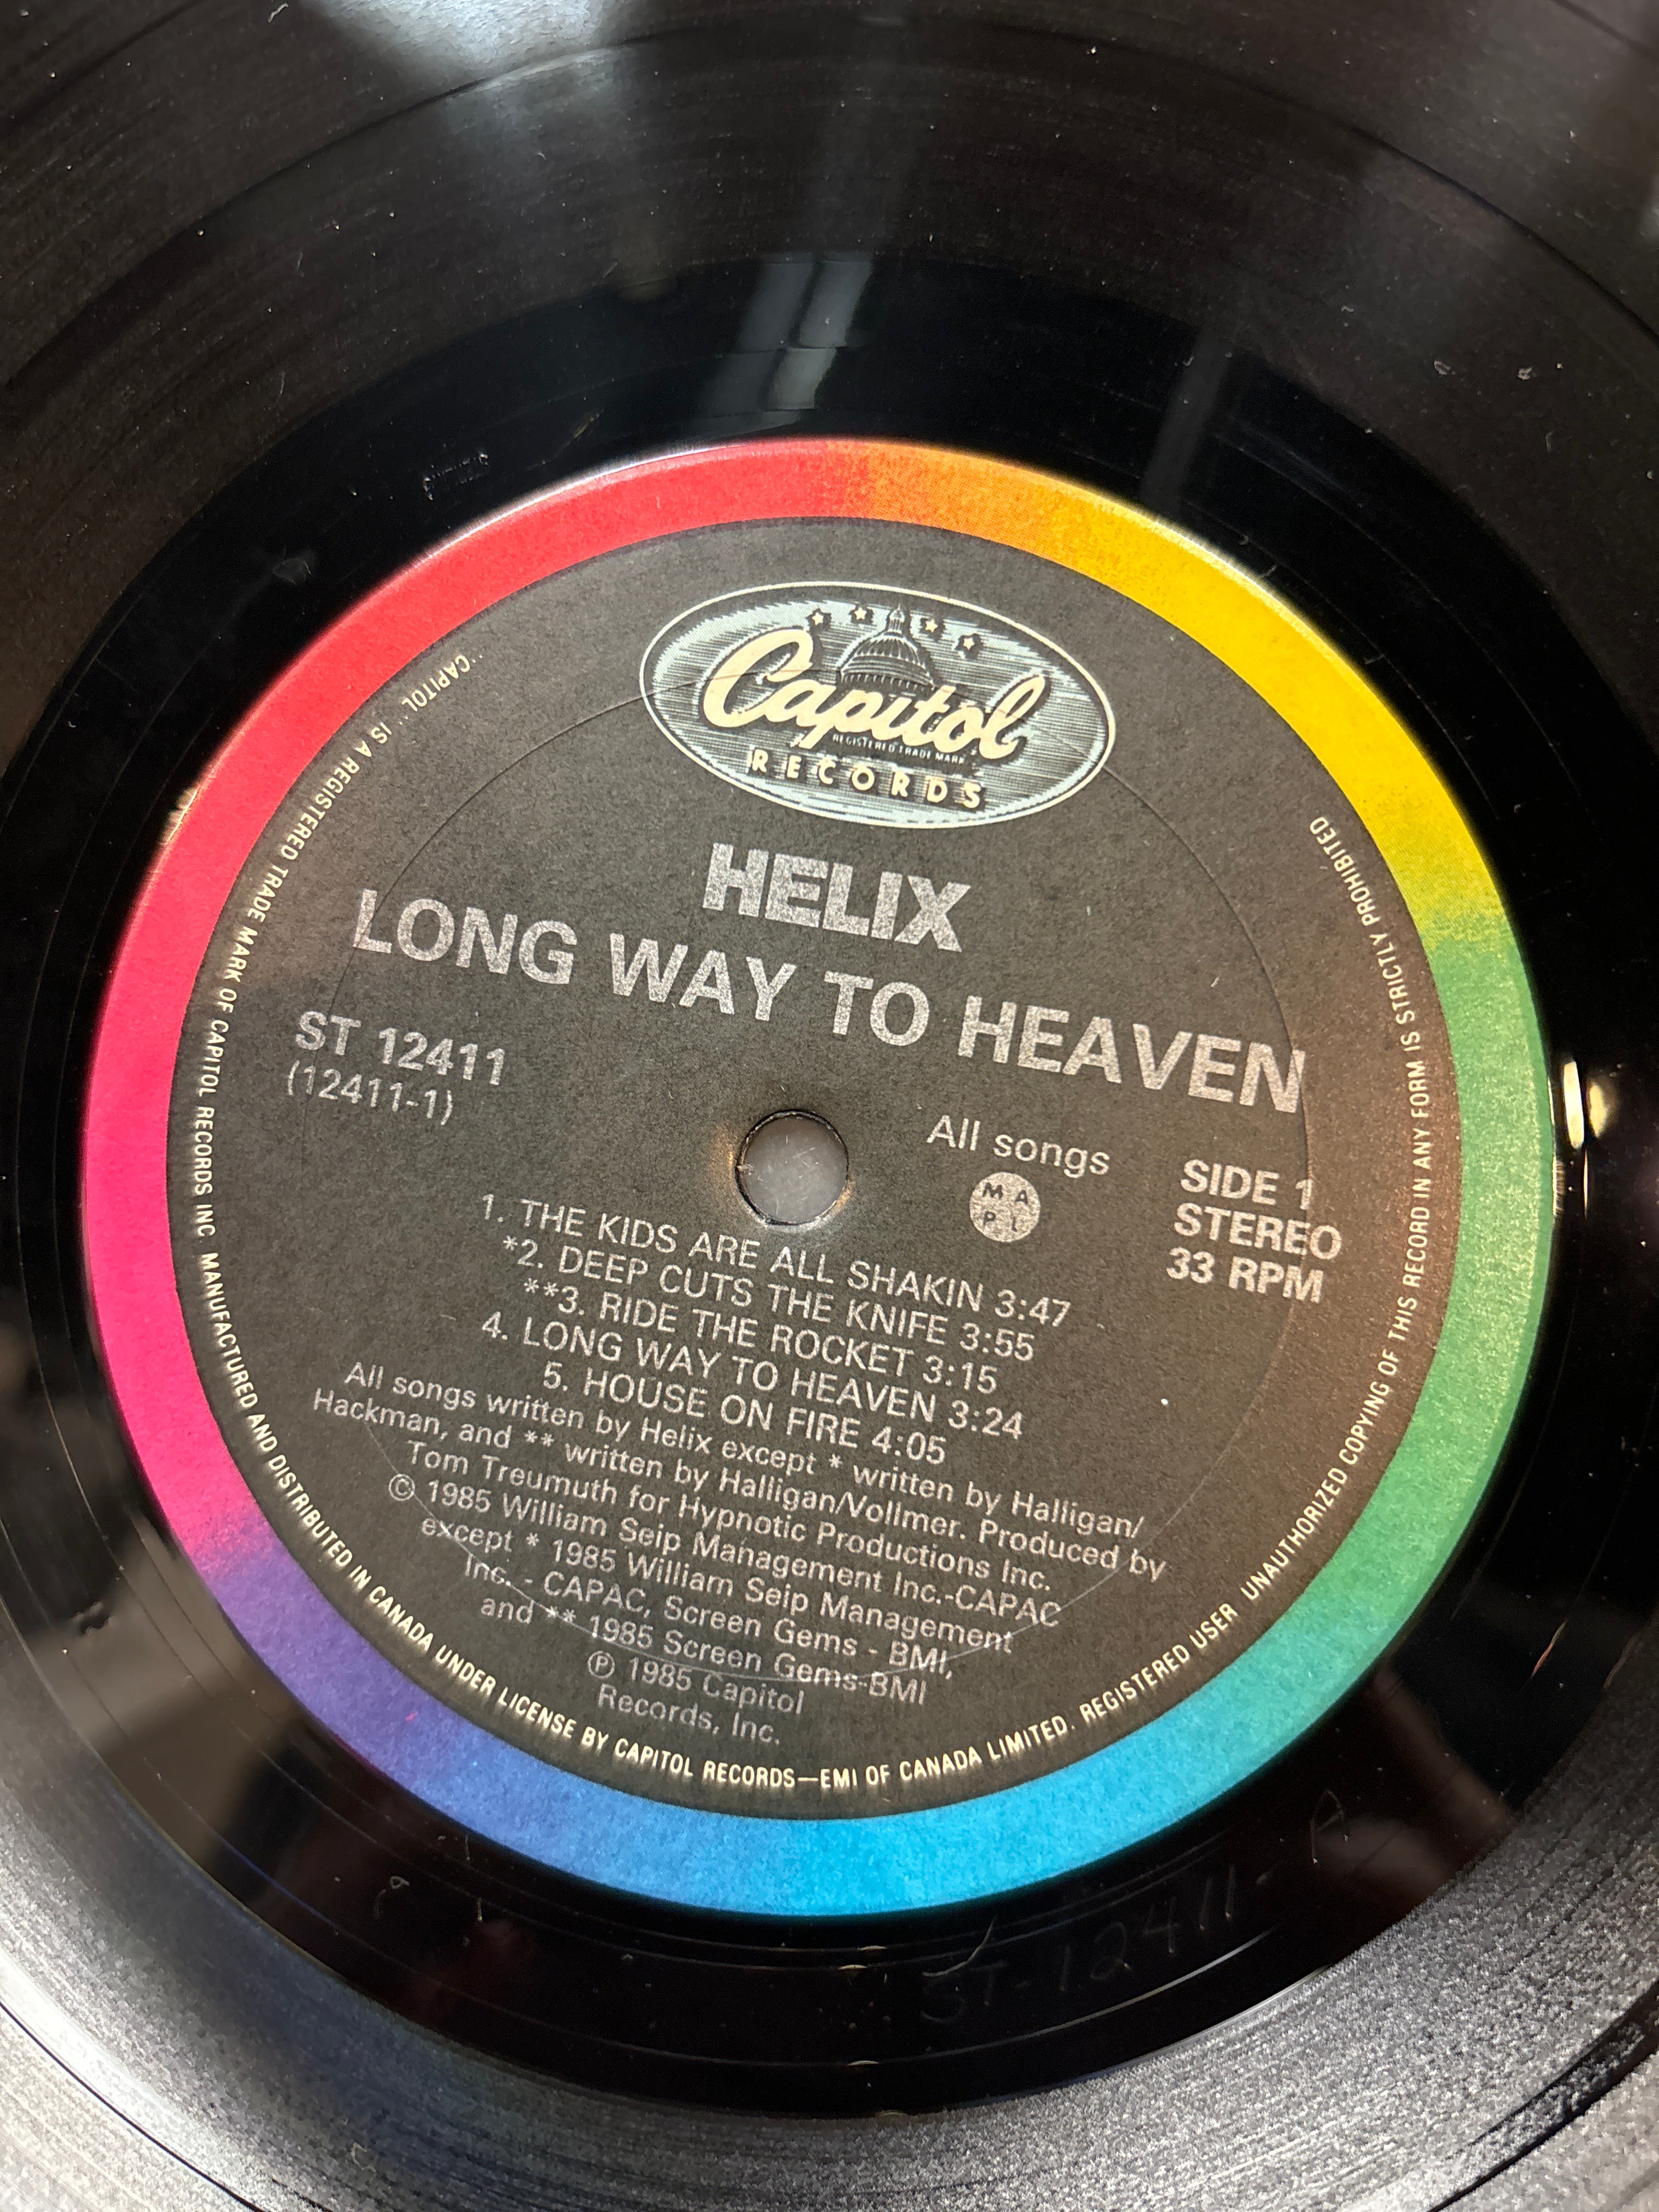 Capitol
REGISTERED TRADE MARK
RECORDS
HELIX
LONG WAY TO HEAVEN
ST 12411
(12411-1)
All songs
M A
P L
SIDE 1
STEREO
33 RPM
1. THE KIDS ARE ALL SHAKIN 3:47
*2. DEEP CUTS THE KNIFE 3:55
**3. RIDE THE ROCKET 3:15
4. LONG WAY TO HEAVEN 3:24
5. HOUSE ON FIRE 4:05
All songs written by Helix except * written by Halligan/
Hackman, and ** written by Halligan/Vollmer. Produced by
Tom Treumuth for Hypnotic Productions Inc.
© 1985 William Seip Management Inc.-CAPAC
except * 1985 William Seip Management
Inc. - CAPAC, Screen Gems - BMI,
and ** 1985 Screen Gems-BMI
℗ 1985 Capitol
Records, Inc.
"CAPITOL" IS A REGISTERED TRADE MARK OF CAPITOL RECORDS INC MANUFACTURED AND DISTRIBUTED IN CANADA UNDER LICENSE BY CAPITOL RECORDS—EMI OF CANADA LIMITED. REGISTERED USER UNAUTHORIZED COPYING OF THIS RECORD IN ANY FORM IS STRICTLY PROHIBITED
ST-12411-A